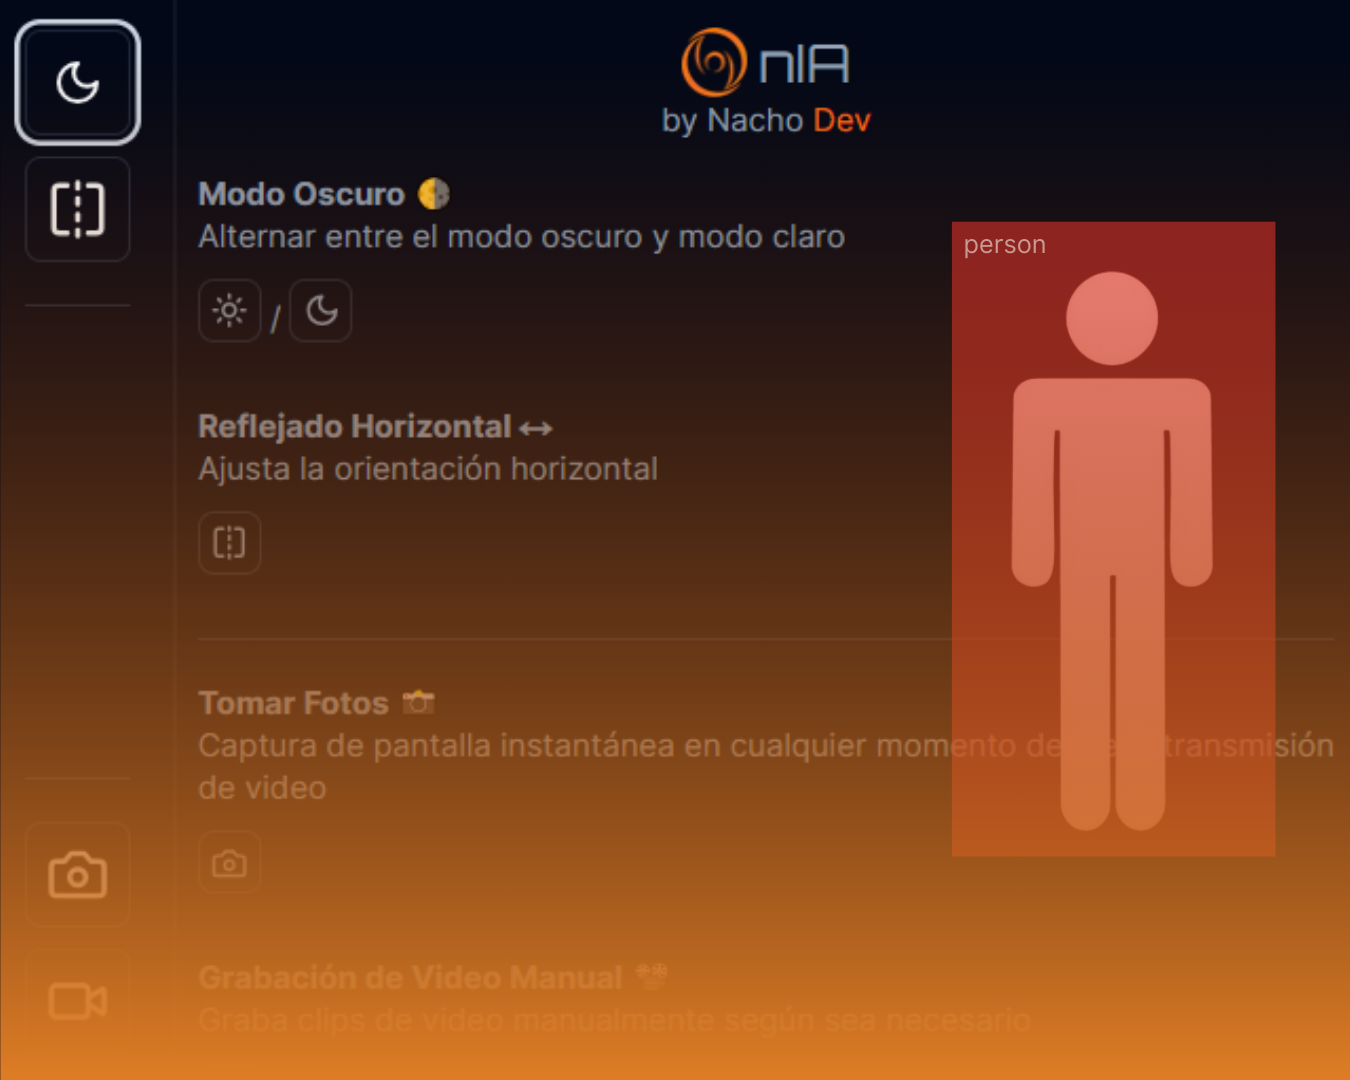 nIA
by Nacho Dev
Modo Oscuro
Alternar entre el modo oscuro y modo claro
/
person
Reflejado Horizontal
Ajusta la orientación horizontal
Tomar Fotos
Captura de pantalla instantánea en cualquier momento de transmisión
de video
Grabación de Video Manual
Graba clips de video manualmente según sea necesario